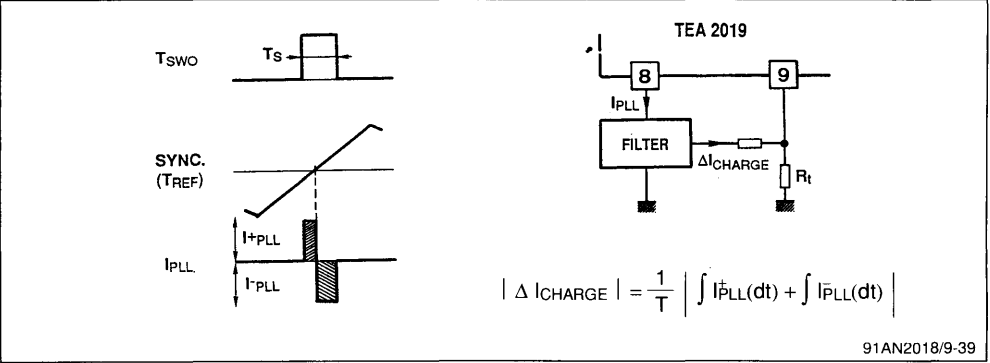 TSWO
TS
SYNC.
(TREF)
I+PLL
IPLL
I-PLL
TEA 2019
8
9
IPLL
FILTER
ΔICHARGE
Rt
| Δ ICHARGE | = 1/T | ∫ I+PLL(dt) + ∫ I-PLL(dt) |
91AN2018/9-39